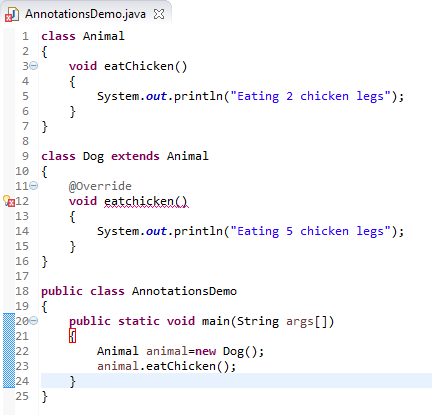 AnnotationsDemo.java
1 class Animal
2 {
3 void eatChicken()
4 {
5 System.out.println("Eating 2 chicken legs");
6 }
7 }
8
9 class Dog extends Animal
10 {
11 @Override
12 void eatchicken()
13 {
14 System.out.println("Eating 5 chicken legs");
15 }
16 }
17
18 public class AnnotationsDemo
19 {
20 public static void main(String args[])
21 {
22 Animal animal=new Dog();
23 animal.eatChicken();
24 }
25 }